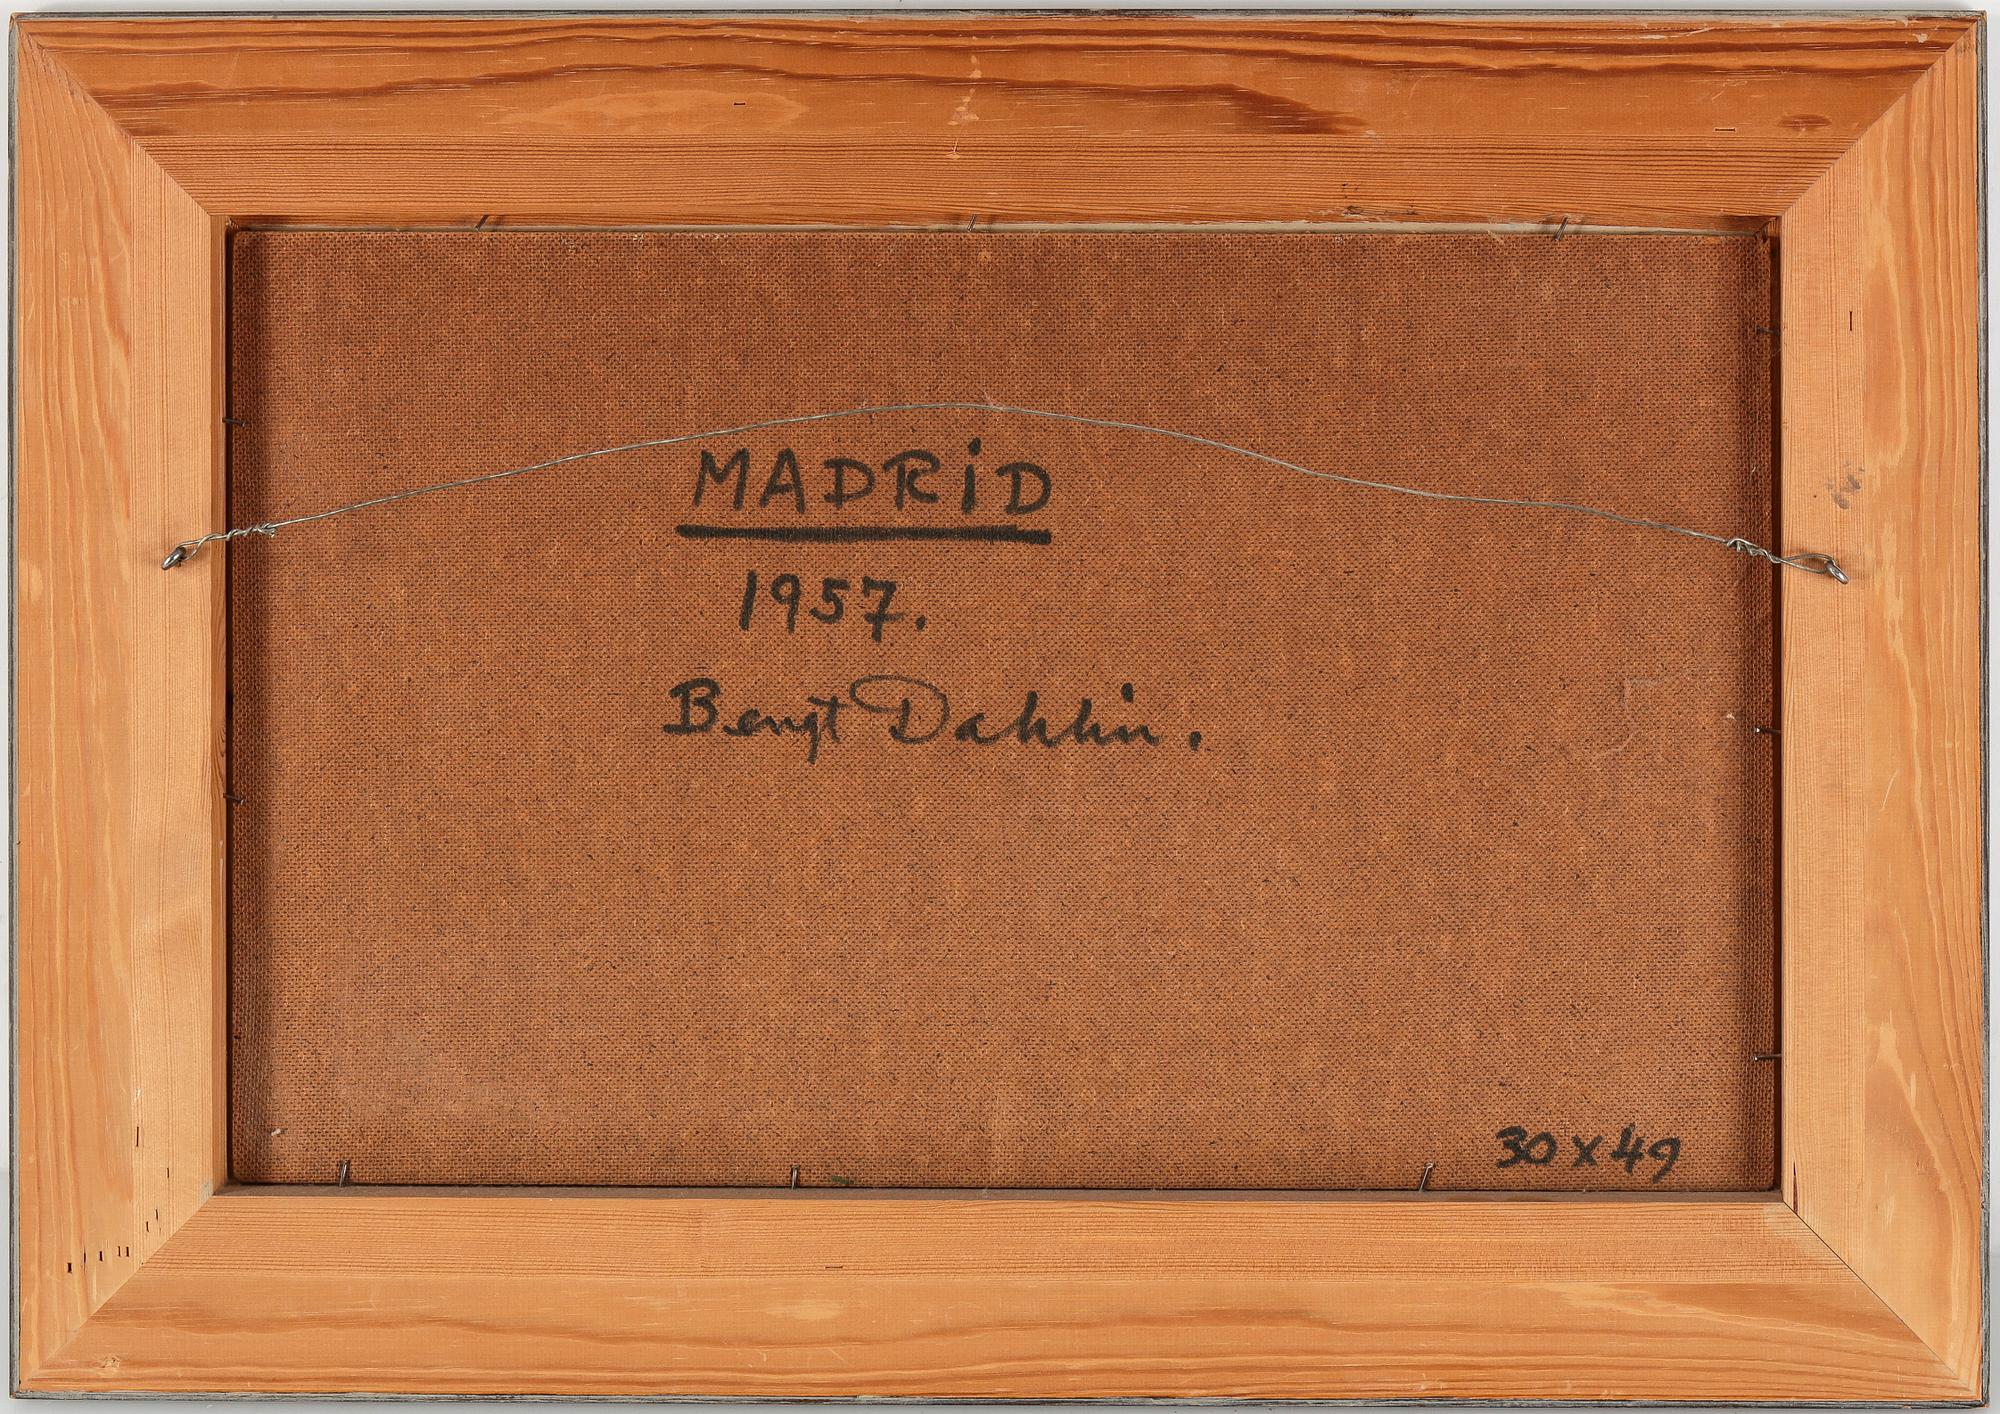 MADRID
1957.
Bengt Dahlin.
30 x 49